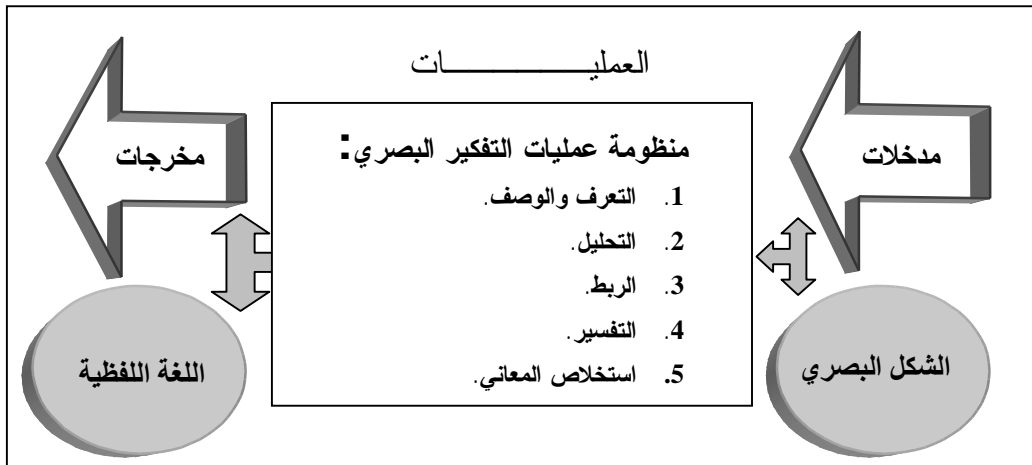 العمليــــــــــــات
مدخلات
الشكل البصري
منظومة عمليات التفكير البصري:
1. التعرف والوصف.
2. التحليل.
3. الربط.
4. التفسير.
5. استخلاص المعاني.
مخرجات
اللغة اللفظية